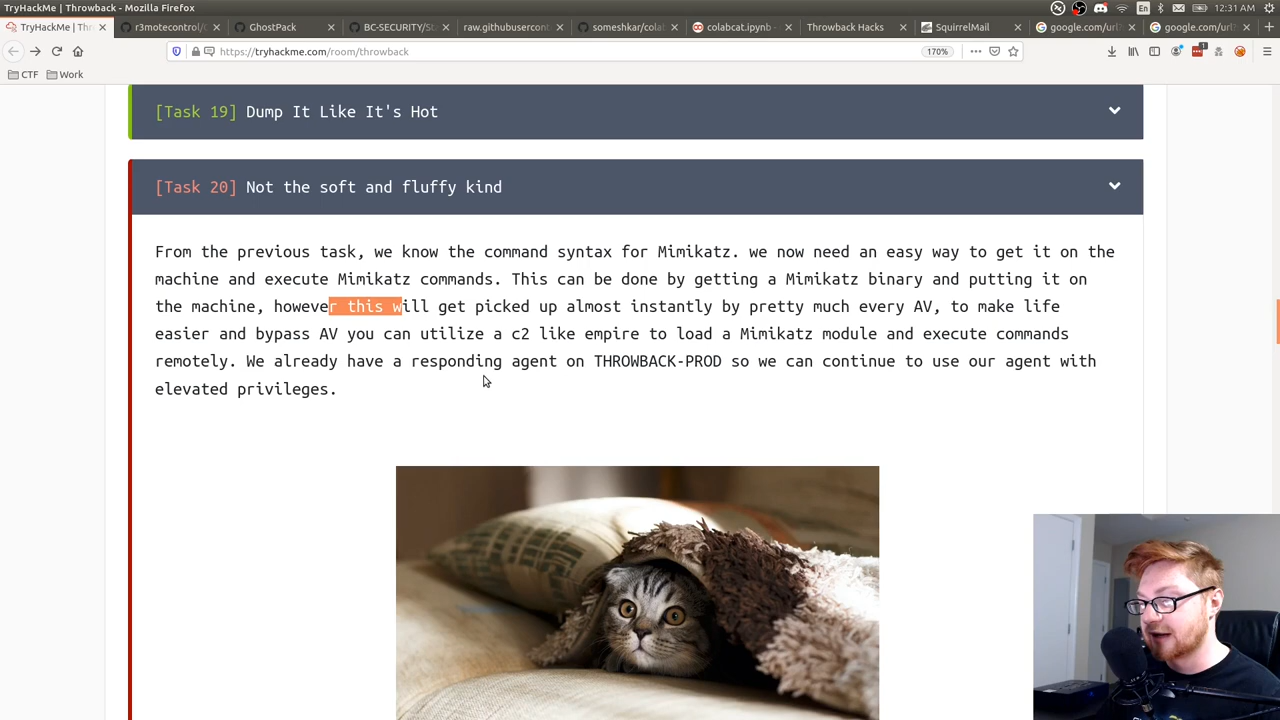 TryHackMe | Throwback - Mozilla Firefox
En
12:31 AM
TryHackMe | Thr
r3motecontrol/
GhostPack
BC-SECURITY/St
raw.githubusercont
someshkar/colab
colabcat.ipynb -
Throwback Hacks
SquirrelMail
google.com/url
google.com/url
https://tryhackme.com/room/throwback
170%
CTF
Work
[Task 19] Dump It Like It's Hot
[Task 20] Not the soft and fluffy kind
From the previous task, we know the command syntax for Mimikatz. we now need an easy way to get it on the
machine and execute Mimikatz commands. This can be done by getting a Mimikatz binary and putting it on
the machine, however this will get picked up almost instantly by pretty much every AV, to make life
easier and bypass AV you can utilize a c2 like empire to load a Mimikatz module and execute commands
remotely. We already have a responding agent on THROWBACK-PROD so we can continue to use our agent with
elevated privileges.